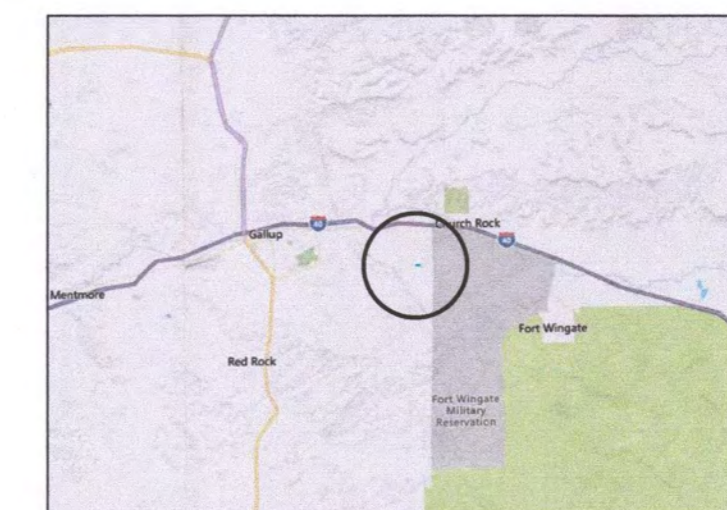 Church Rock
40
Gallup
40
Mentmore
Fort Wingate
Red Rock
Fort Wingate
Military
Reservation